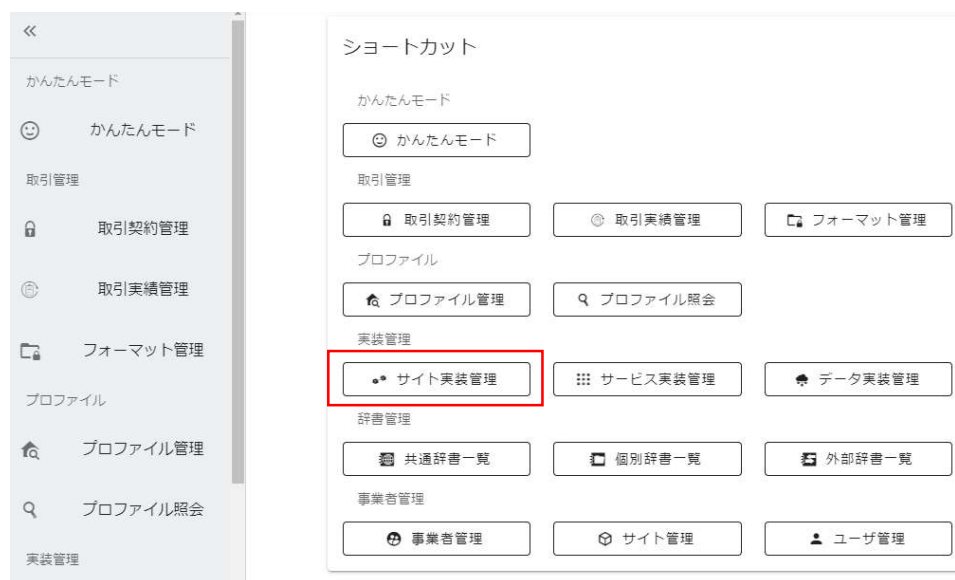 かんたんモード
かんたんモード
取引管理
取引契約管理
取引実績管理
フォーマット管理
プロファイル
プロファイル管理
プロファイル照会
実装管理
ショートカット
かんたんモード
かんたんモード
取引管理
取引契約管理 取引実績管理 フォーマット管理
プロファイル
プロファイル管理 プロファイル照会
実装管理
サイト実装管理 サービス実装管理 データ実装管理
辞書管理
共通辞書一覧 個別辞書一覧 外部辞書一覧
事業者管理
事業者管理 サイト管理 ユーザ管理